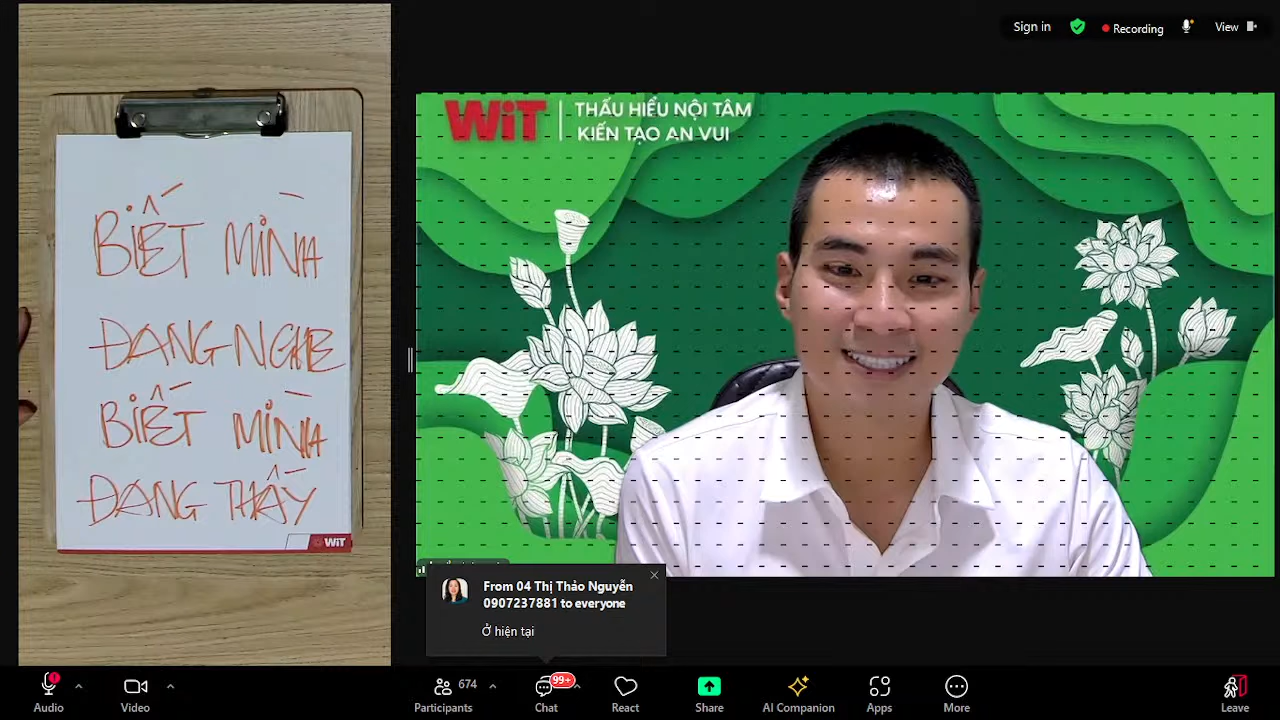 Sign in
Recording
View
BIẾT MÌNH
ĐANG NGHE
BIẾT MÌNH
ĐANG THẤY
WiT
WiT
THẤU HIỂU NỘI TÂM
KIẾN TẠO AN VUI
From 04 Thị Thảo Nguyễn
0907237881 to everyone
Ở hiện tại
Audio
Video
674
Participants
99+
Chat
React
Share
AI Companion
Apps
More
Leave